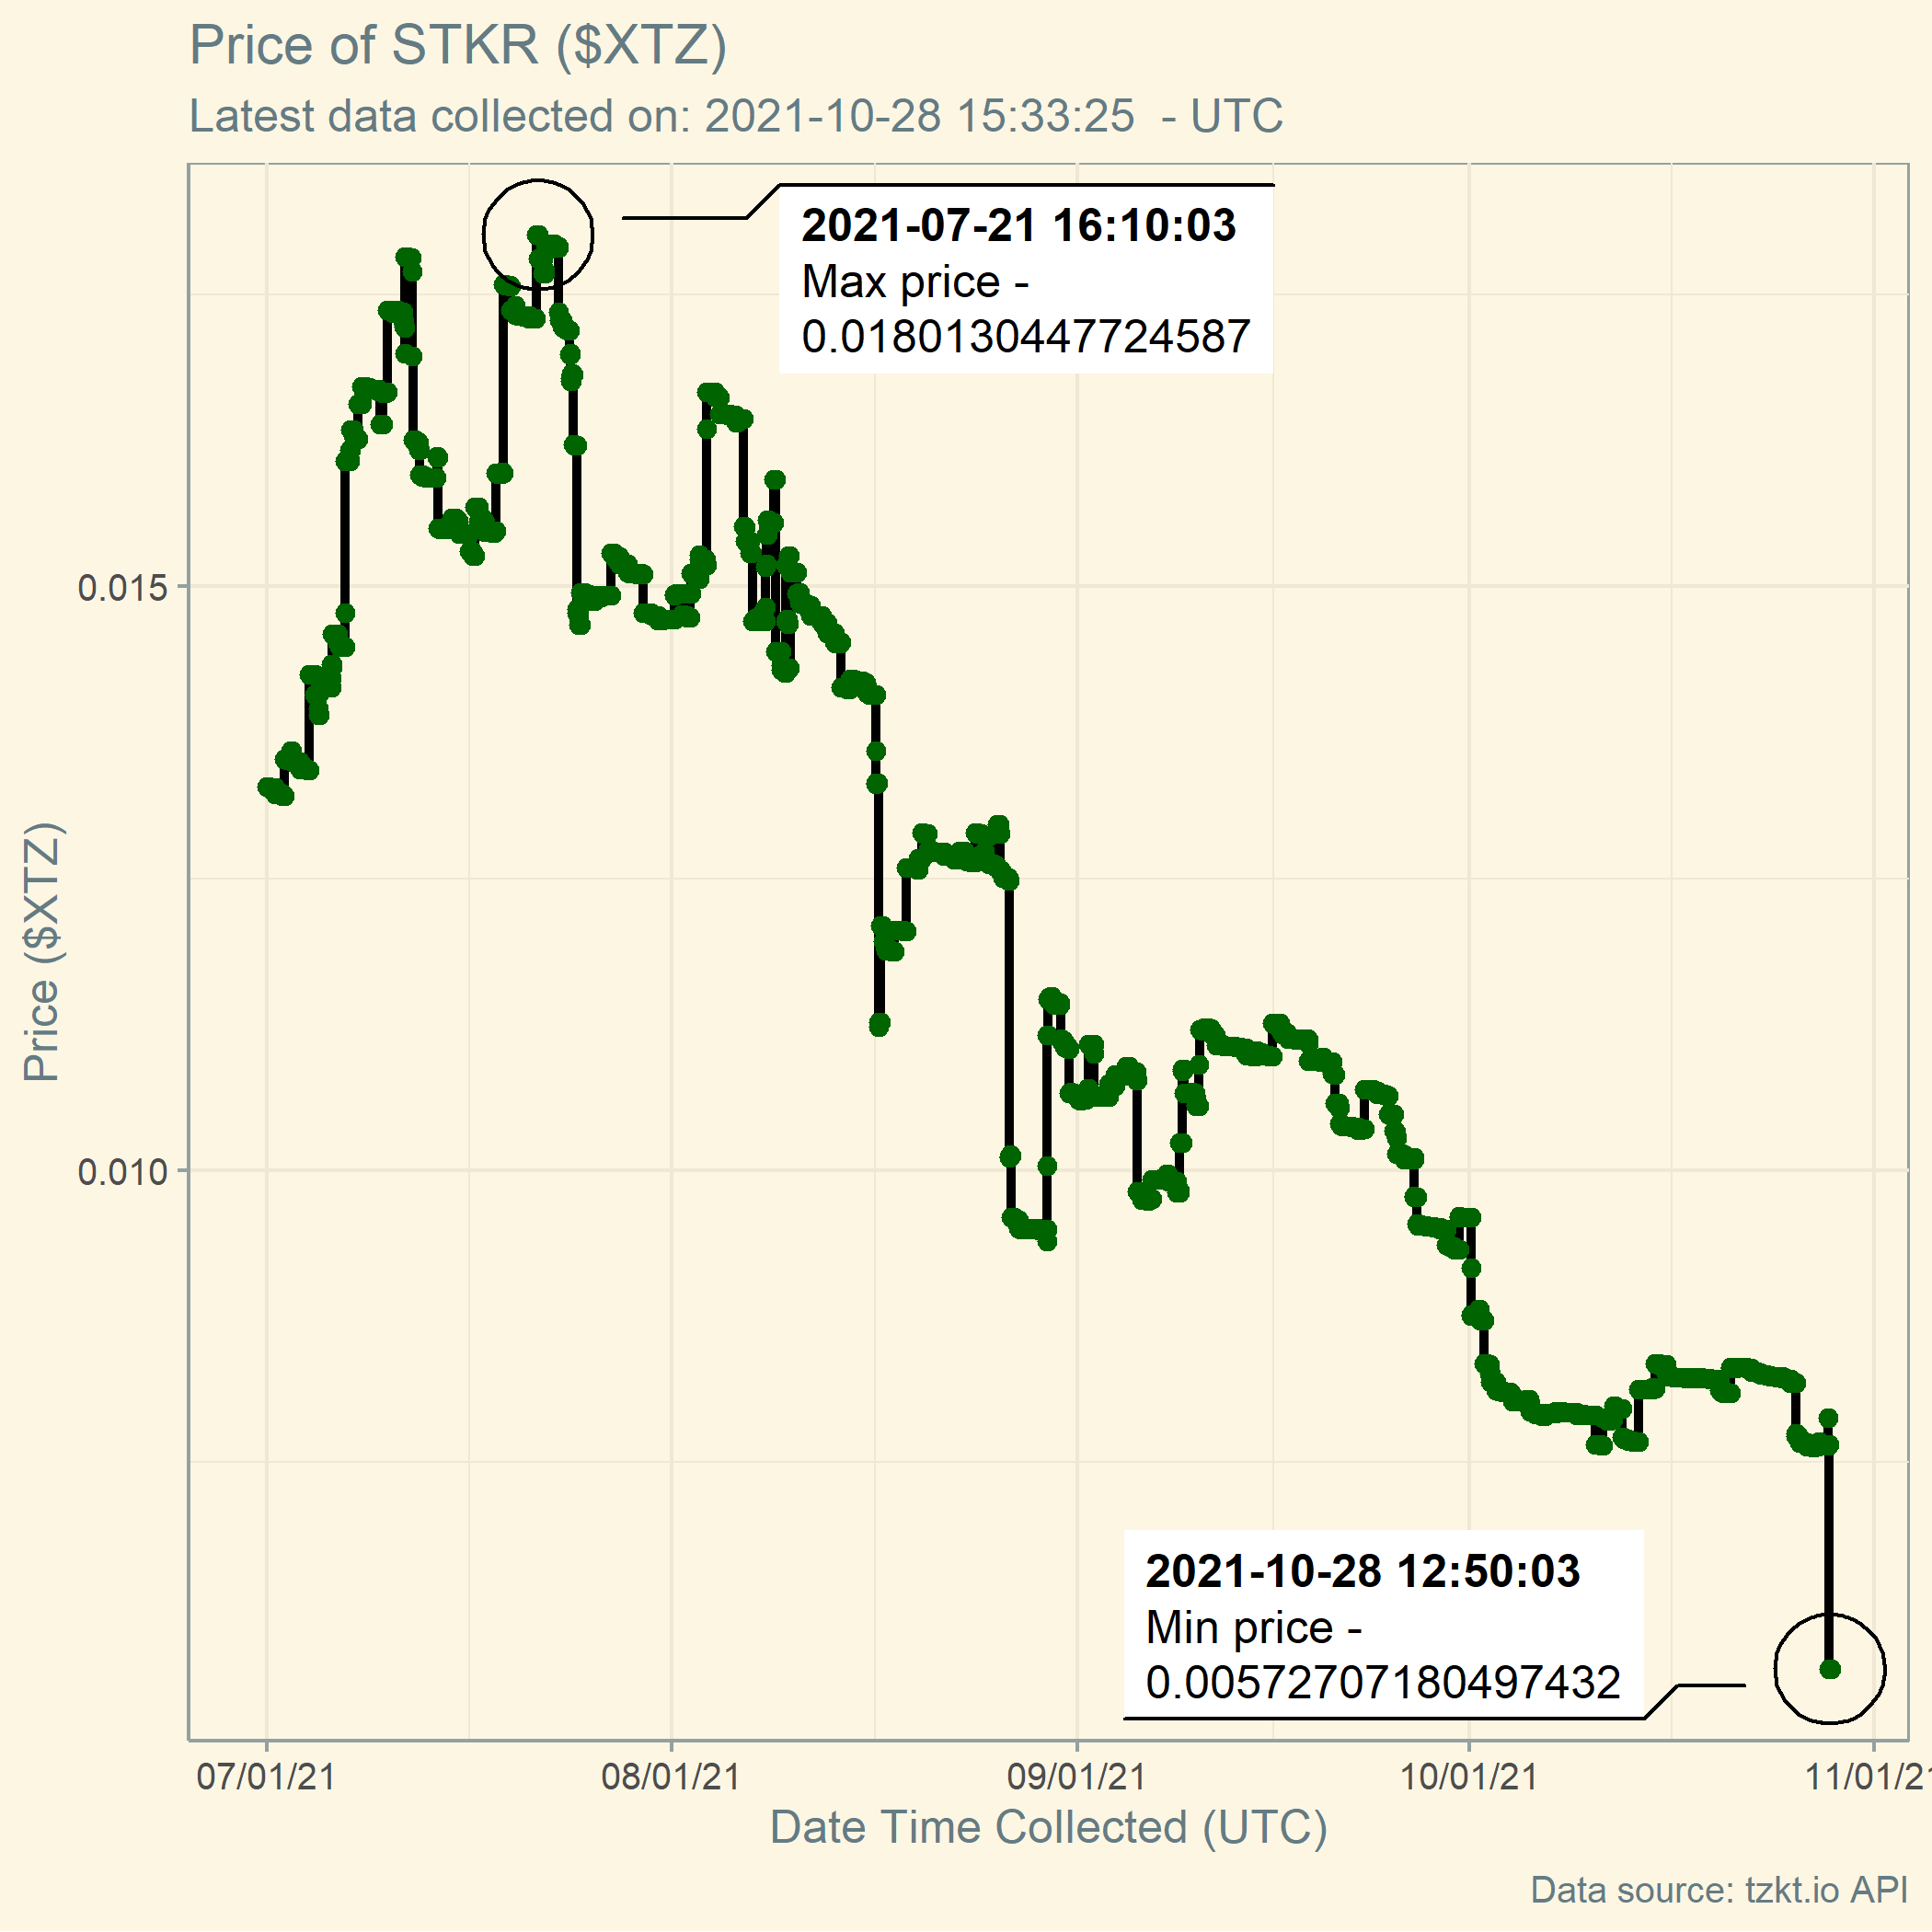 Price of STKR ($XTZ)
Latest data collected on: 2021-10-28 15:33:25  - UTC
2021-07-21 16:10:03
Max price -
0.0180130447724587
0.015
Price ($XTZ)
0.010
2021-10-28 12:50:03
Min price -
0.00572707180497432
07/01/21 08/01/21 09/01/21 10/01/21 11/01/21
Date Time Collected (UTC)
Data source: tzkt.io API